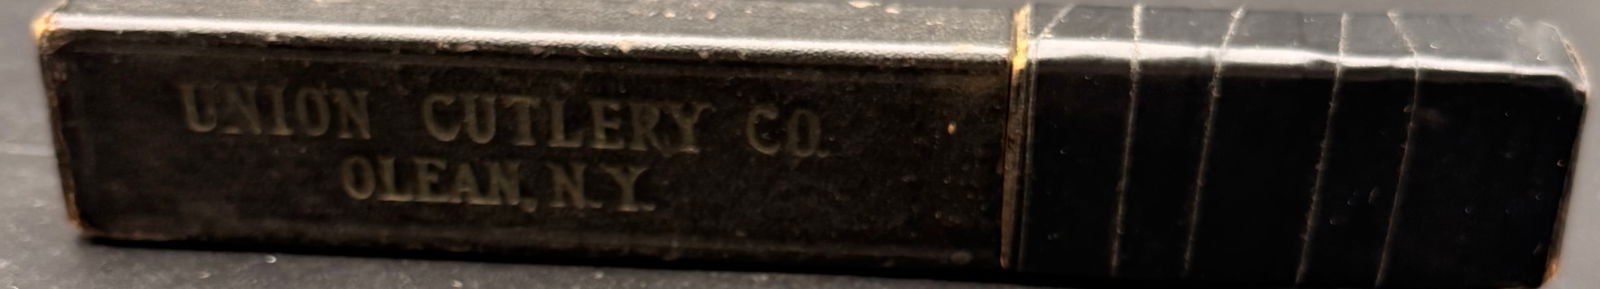 UNION CUTLERY CO.
OLEAN, N.Y.